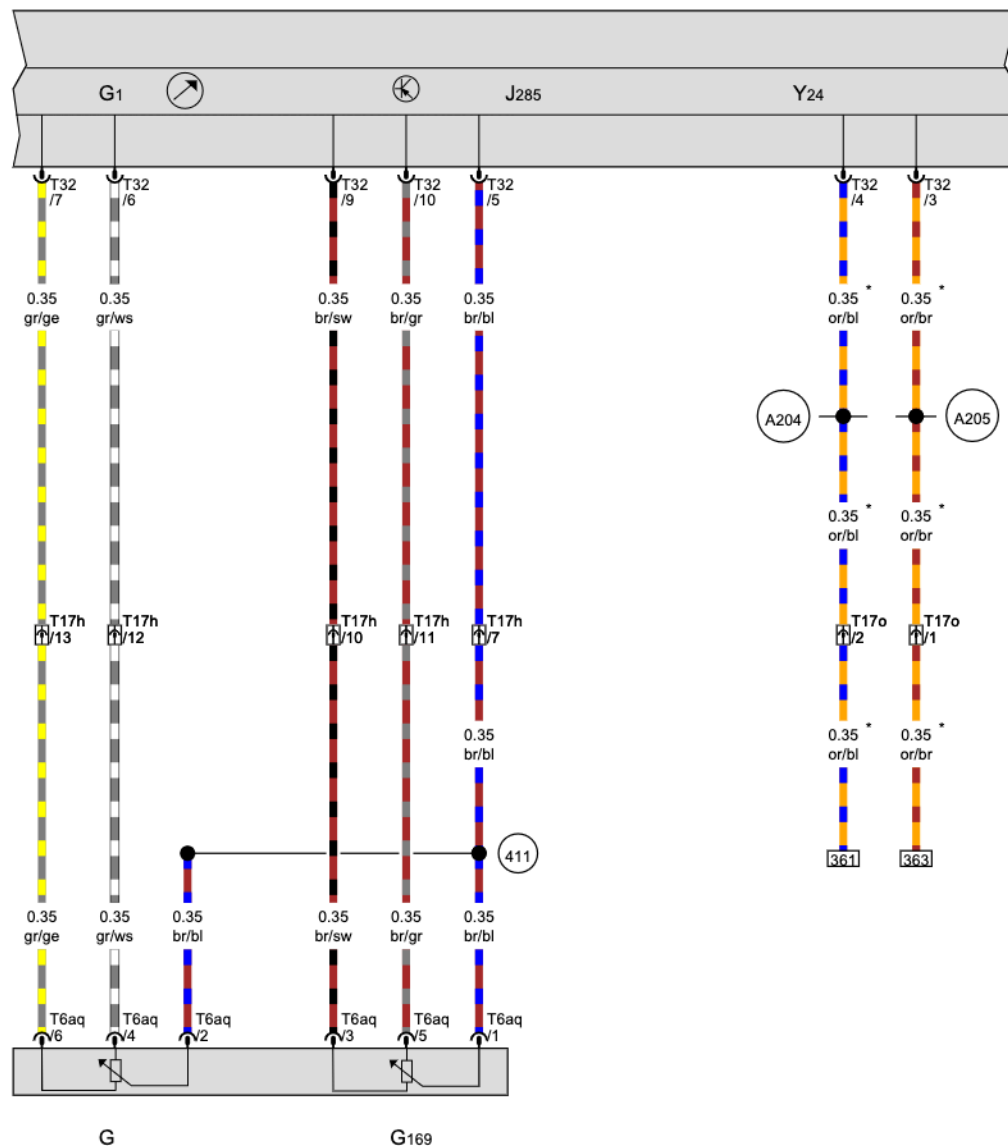 G1 J285 Y24
T32 T32 T32 T32 T32 T32 T32
/7 /6 /9 /10 /5 /4 /3
0.35 0.35 0.35 0.35 0.35 0.35 * 0.35 *
gr/ge gr/ws br/sw br/gr br/bl or/bl or/br
A204 A205
0.35 * 0.35 *
or/bl or/br
T17h T17h T17h T17h T17h T17o T17o
/13 /12 /10 /11 /7 /2 /1
0.35 0.35 * 0.35 *
br/bl or/bl or/br
411 361 363
0.35 0.35 0.35 0.35 0.35 0.35
gr/ge gr/ws br/bl br/sw br/gr br/bl
T6aq T6aq T6aq T6aq T6aq T6aq
/6 /4 /2 /3 /5 /1
G G169